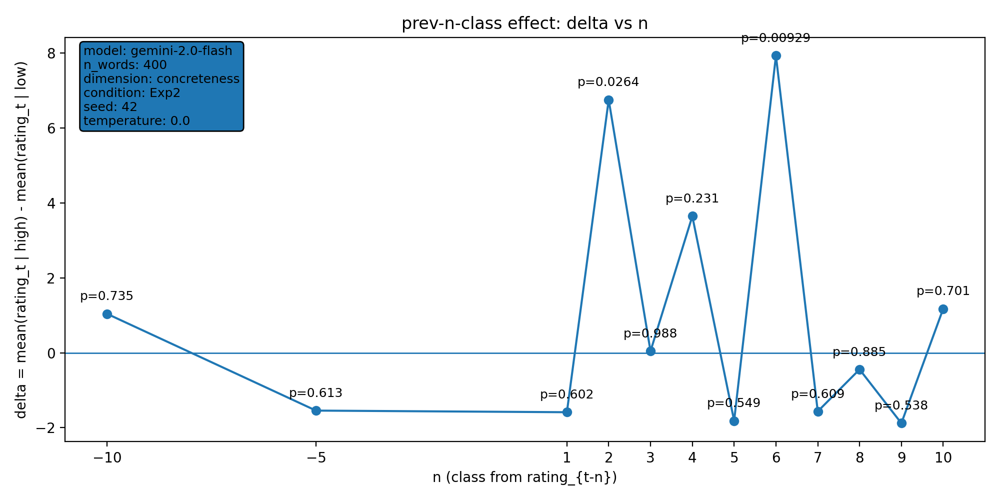 prev-n-class effect: delta vs n
model: gemini-2.0-flash
n_words: 400
dimension: concreteness
condition: Exp2
seed: 42
temperature: 0.0
delta = mean(rating_t | high) - mean(rating_t | low)
8
6
4
2
0
−2
p=0.735
p=0.613
p=0.602
p=0.0264
p=0.988
p=0.231
p=0.549
p=0.00929
p=0.609
p=0.885
p=0.538
p=0.701
−10 −5 1 2 3 4 5 6 7 8 9 10
n (class from rating_{t-n})